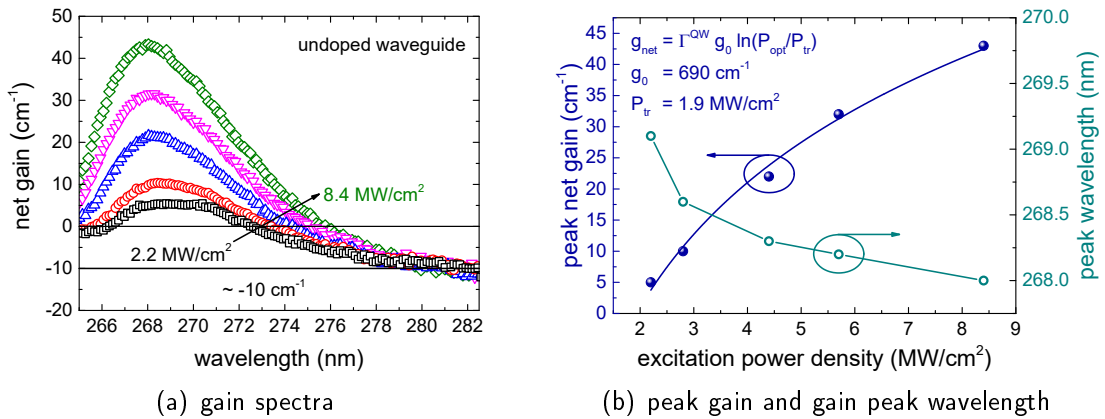 undoped waveguide
net gain (cm⁻¹)
50
40
30
20
10
0
-10
-20
8.4 MW/cm²
2.2 MW/cm²
~ -10 cm⁻¹
266 268 270 272 274 276 278 280 282
wavelength (nm)
(a) gain spectra
peak net gain (cm⁻¹)
45
40
35
30
25
20
15
10
5
0
g_net = Γ^QW g₀ ln(P_opt/P_tr)
g₀ = 690 cm⁻¹
P_tr = 1.9 MW/cm²
270.0
269.5
269.0
268.5
268.0
peak wavelength (nm)
2 3 4 5 6 7 8 9
excitation power density (MW/cm²)
(b) peak gain and gain peak wavelength